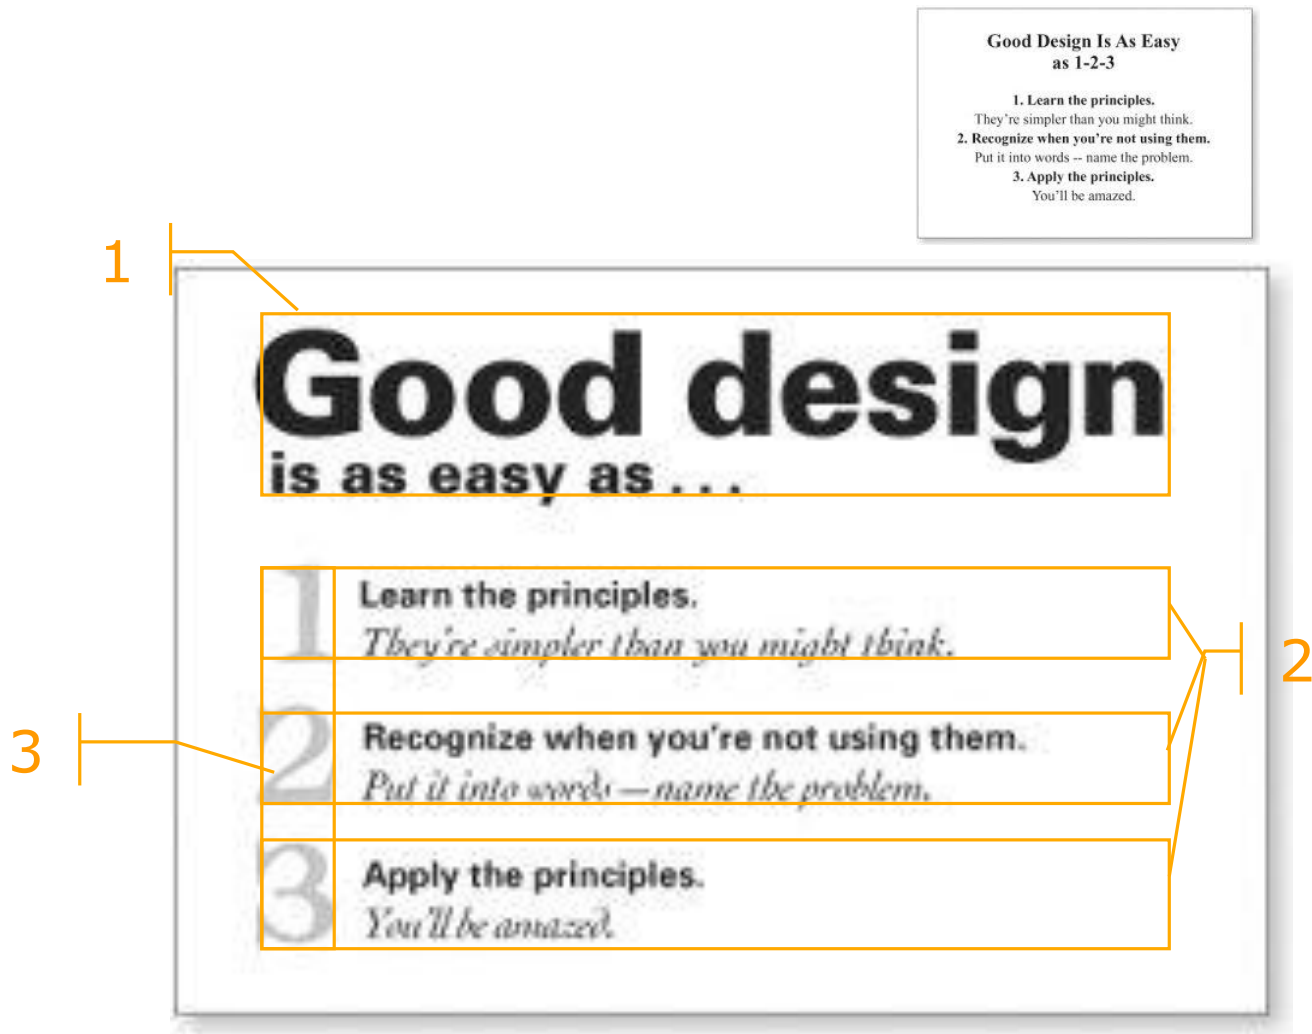 Good Design Is As Easy
as 1-2-3
1. Learn the principles.
They're simpler than you might think.
2. Recognize when you're not using them.
Put it into words -- name the problem.
3. Apply the principles.
You'll be amazed.
1
Good design
is as easy as . . .
1
Learn the principles.
They're simpler than you might think.
2
2
Recognize when you're not using them.
Put it into words—name the problem.
3
3
Apply the principles.
You'll be amazed.